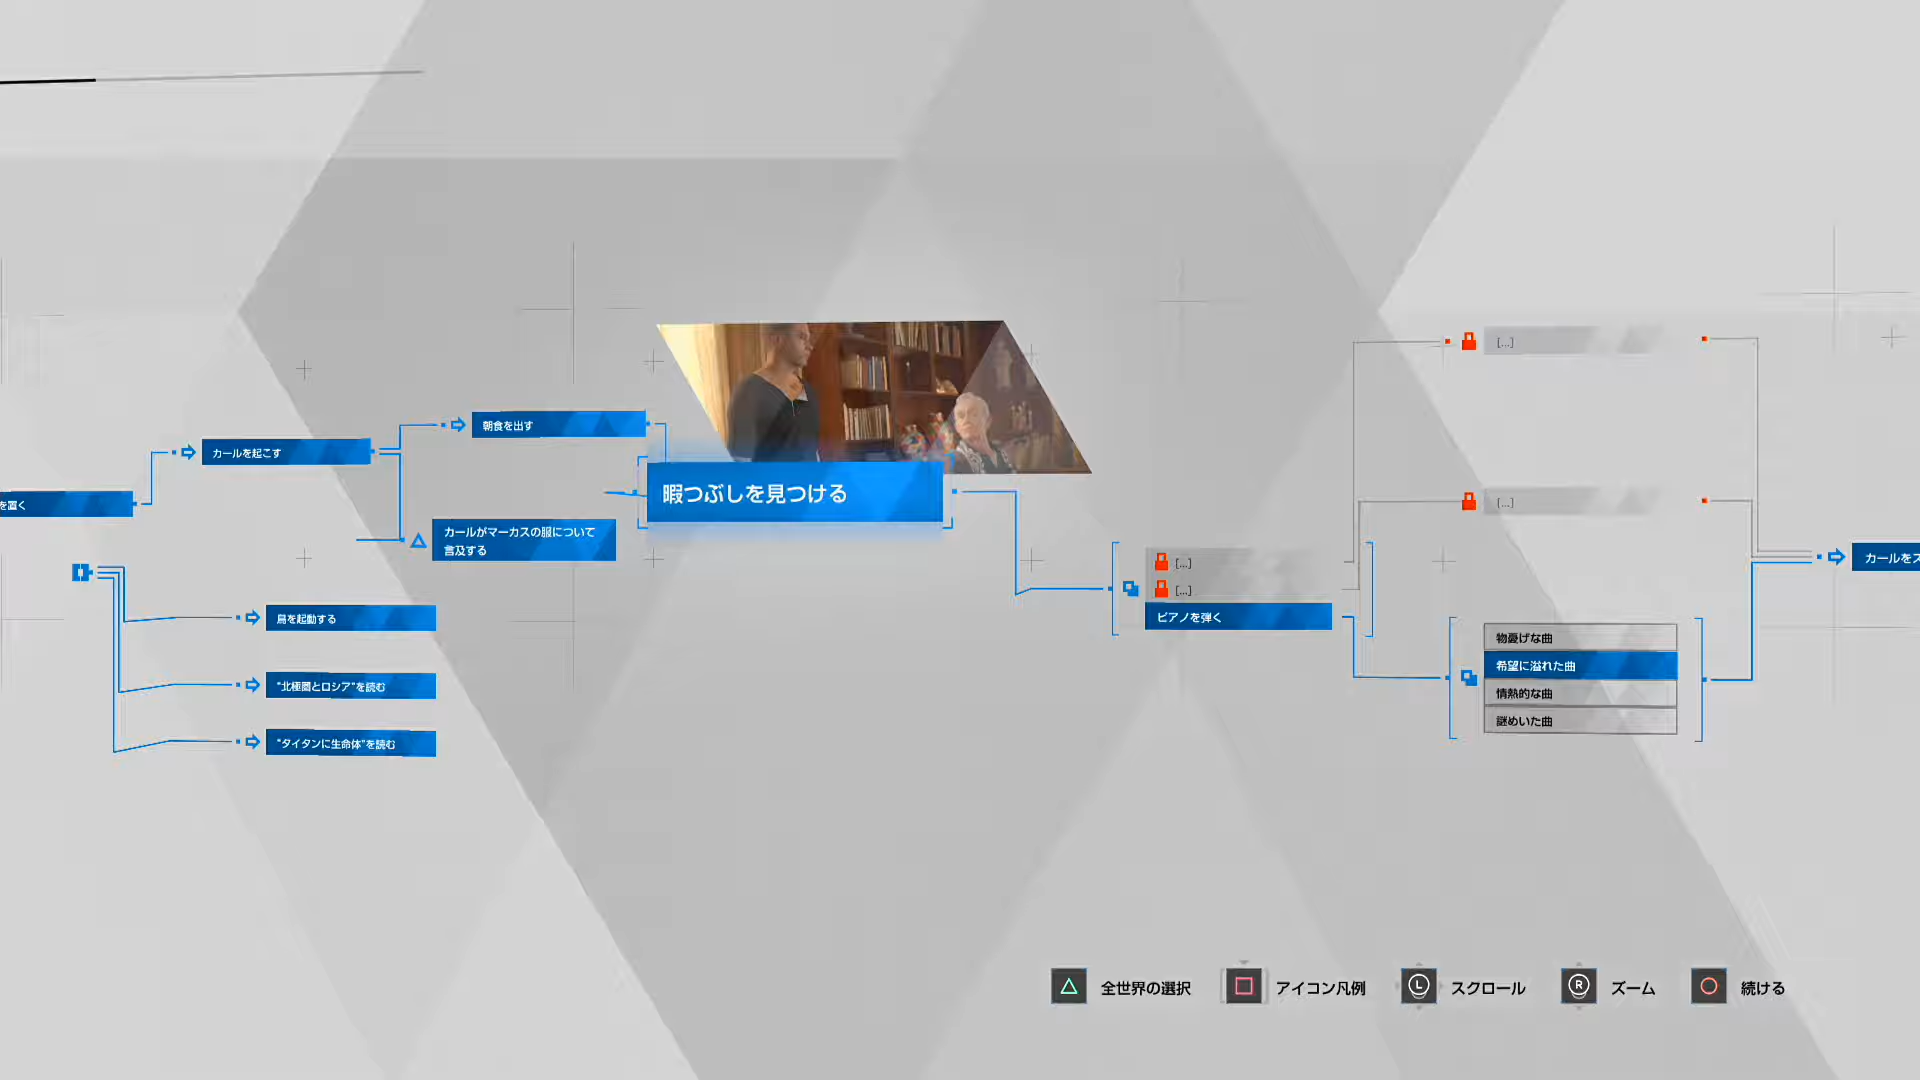 を置く
カールを起こす
朝食を出す
カールがマーカスの服について
言及する
鳥を起動する
“北極圏とロシア”を読む
“タイタンに生命体”を読む
暇つぶしを見つける
[...]
[...]
ピアノを弾く
[...]
[...]
物憂げな曲
希望に溢れた曲
情熱的な曲
謎めいた曲
カールをス
全世界の選択
アイコン凡例
L
スクロール
R
ズーム
続ける